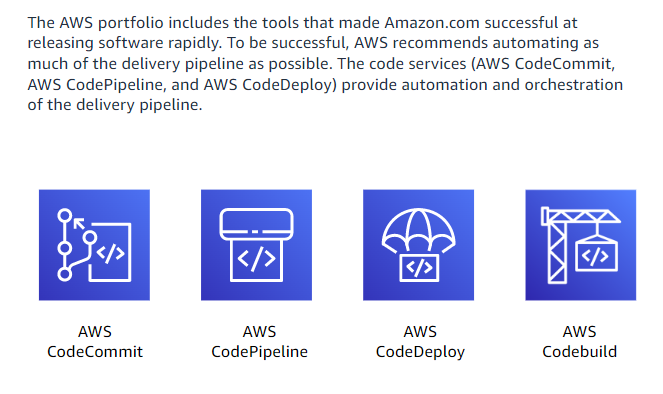 The AWS portfolio includes the tools that made Amazon.com successful at
releasing software rapidly. To be successful, AWS recommends automating as
much of the delivery pipeline as possible. The code services (AWS CodeCommit,
AWS CodePipeline, and AWS CodeDeploy) provide automation and orchestration
of the delivery pipeline.
</>
</>
</>
</>
AWS
CodeCommit
AWS
CodePipeline
AWS
CodeDeploy
AWS
Codebuild